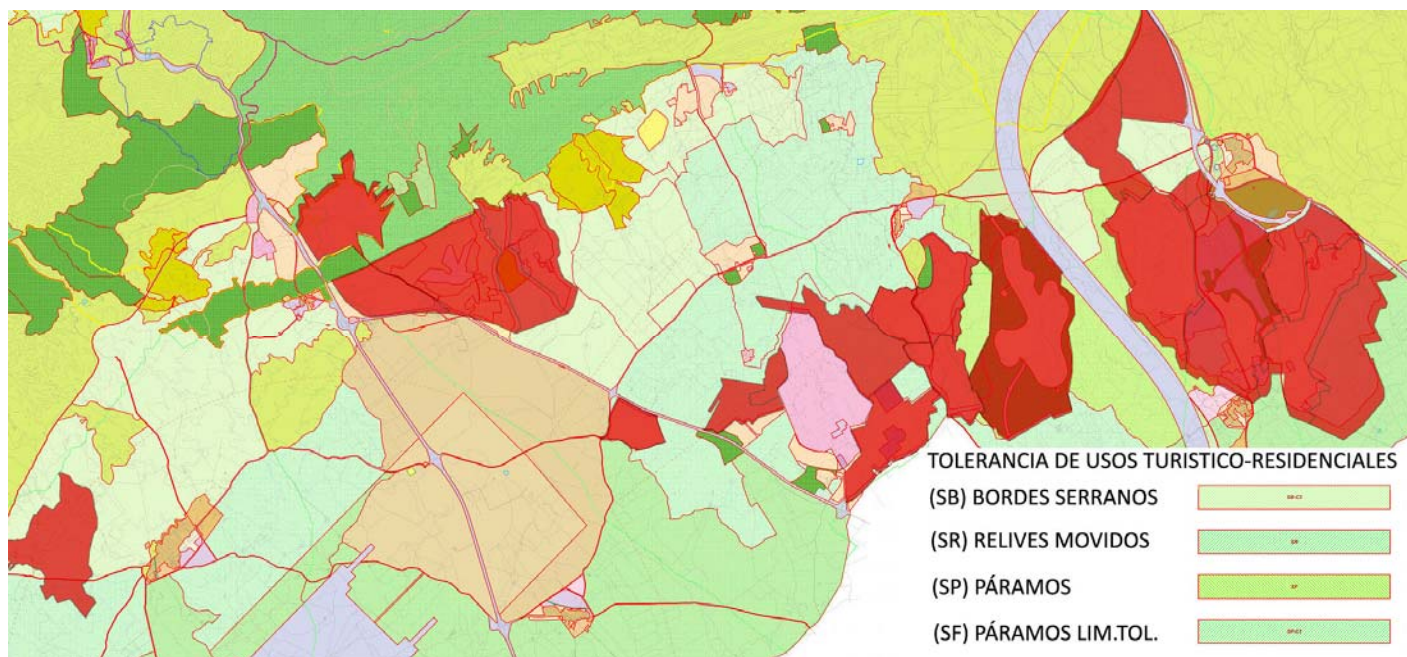 TOLERANCIA DE USOS TURISTICO-RESIDENCIALES
(SB) BORDES SERRANOS
(SR) RELIVES MOVIDOS
(SP) PÁRAMOS
(SF) PÁRAMOS LIM.TOL.